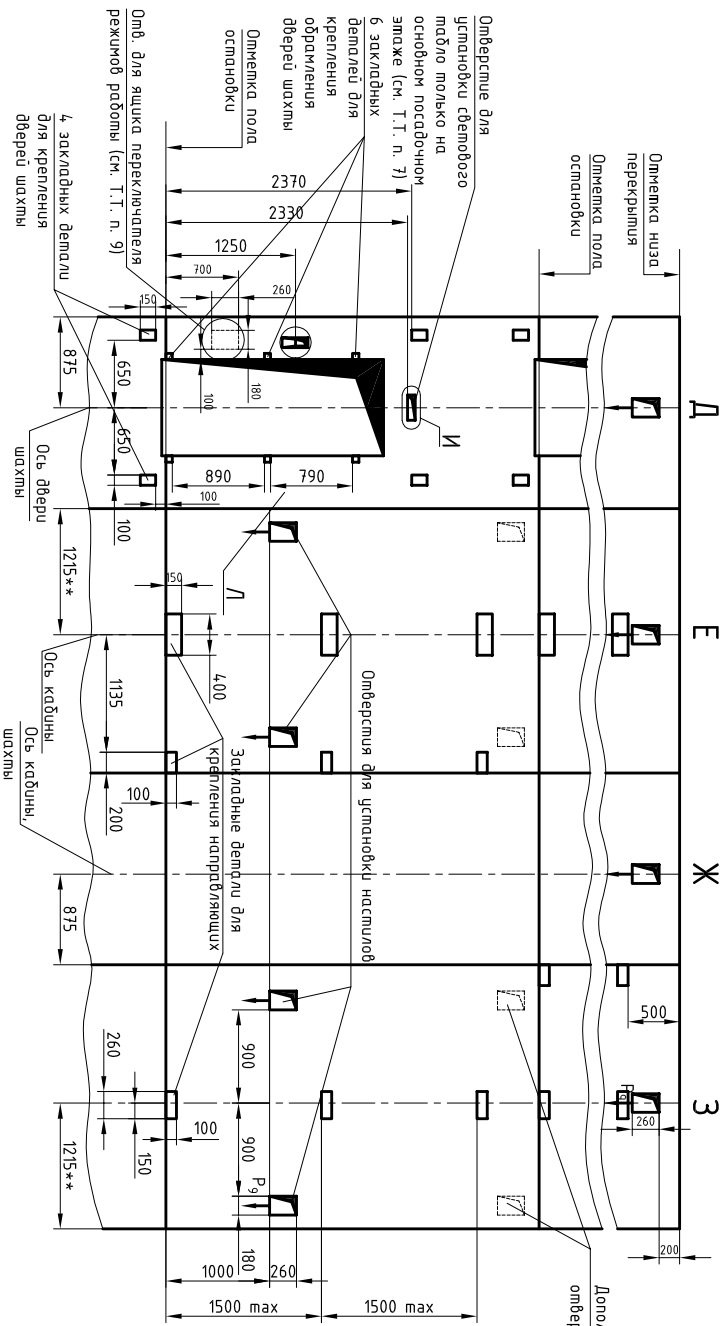 Д
Е
Ж
З
Отметка низа
перекрытия
Отметка пола
остановки
Отверстие для
установки светового
табло только на
основном посадочном
этаже (см. Т.Т. п. 7)
6 закладных
деталей для
крепления
обрамления
дверей шахты
Отметка пола
остановки
Отв. для ящика переключателя
режимов работы (см. Т.Т. п. 9)
4 закладных детали
для крепления
дверей шахты
2370
2330
1250
700
260
150
180
100
Н
И
890
790
100
875
650
650
100
1215**
Ось двери
шахты
Л
150
400
1135
200
100
Ось кабины
Ось кабины,
шахты
Отверстия для установки настилов
Закладные детали для
крепления направляющих
875
500
P9
260
200
900
900
P9
180
260
150
100
1215**
1000
260
1500 max
1500 max